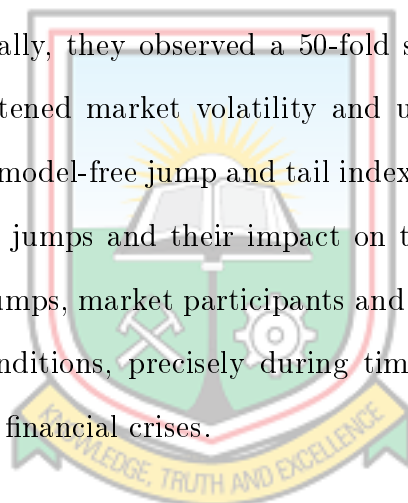 ally, they observed a 50-fold s
tened market volatility and u
model-free jump and tail index
jumps and their impact on t
umps, market participants and
nditions, precisely during tim
financial crises.
KNOWLEDGE, TRUTH AND EXCELLENCE